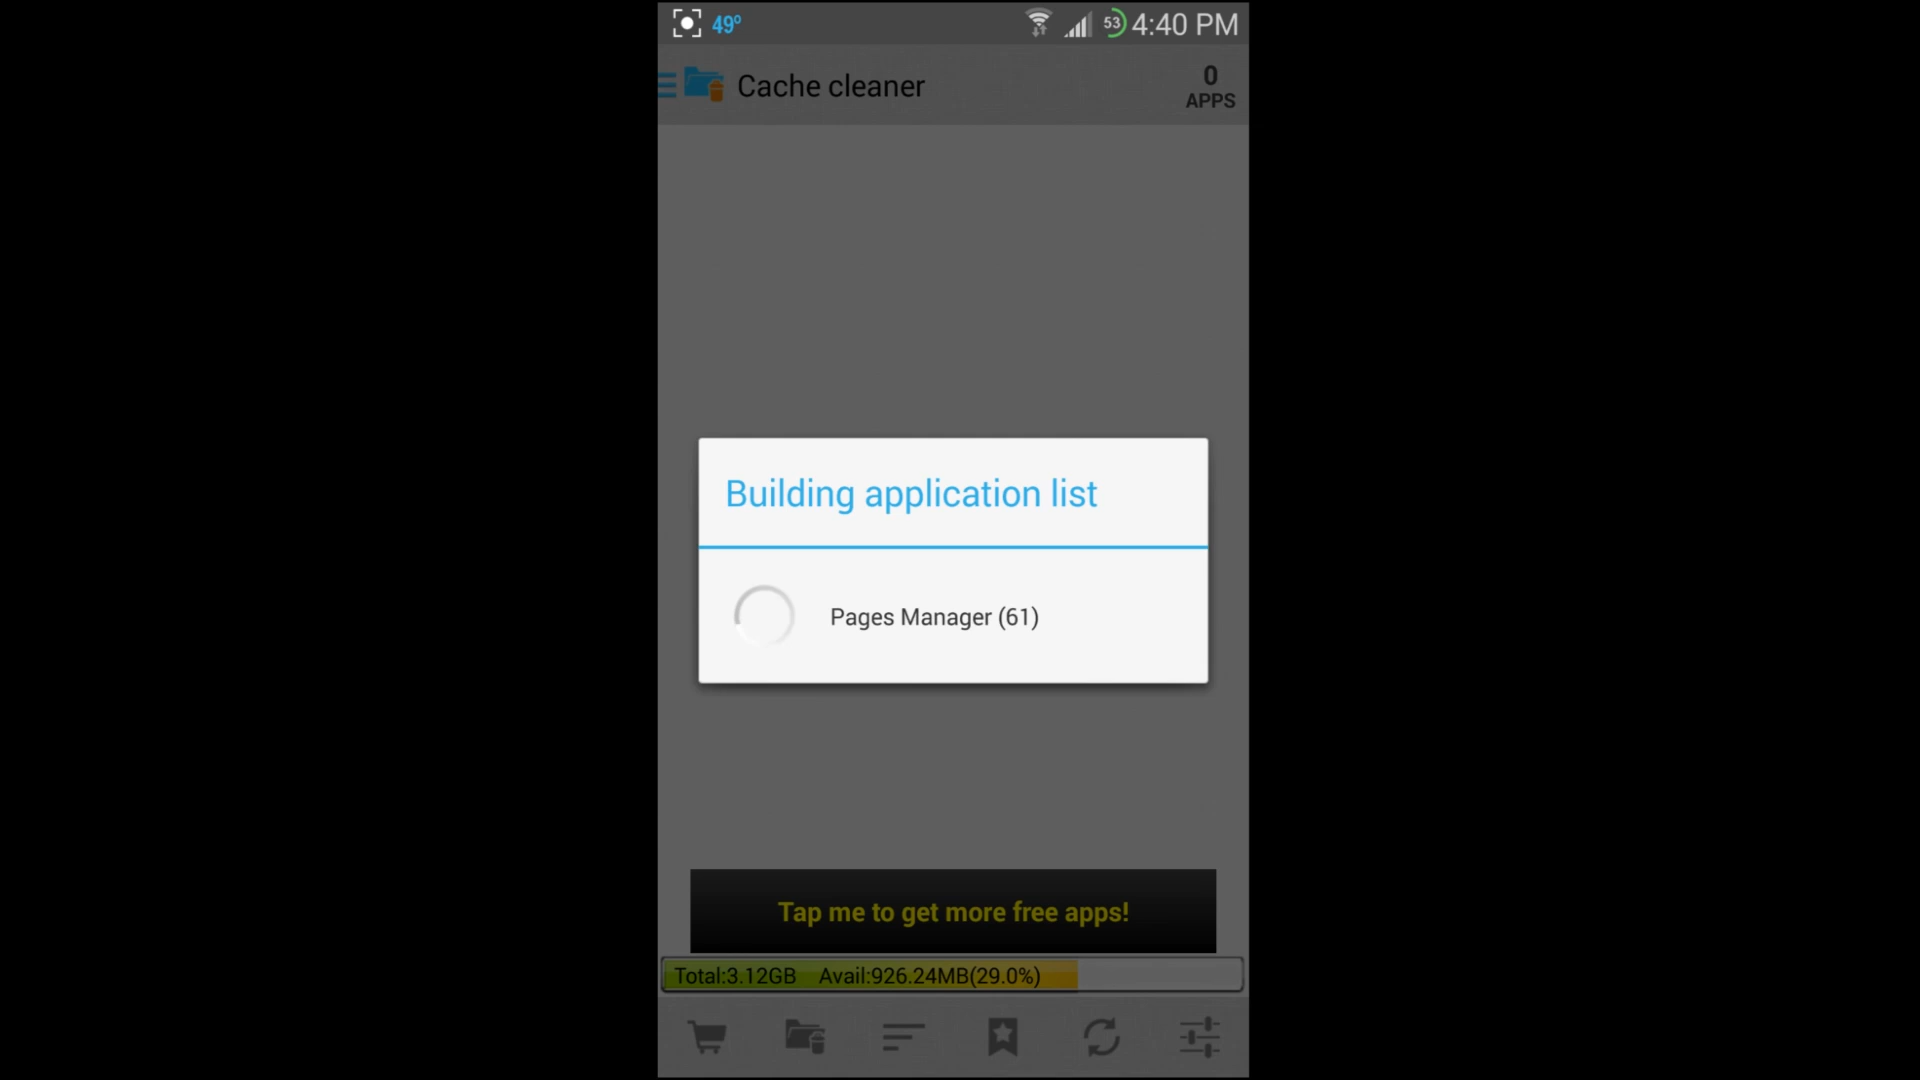 49°
53
4:40 PM
Cache cleaner
0
APPS
Building application list
Pages Manager (61)
Tap me to get more free apps!
Total:3.12GB Avail:926.24MB(29.0%)